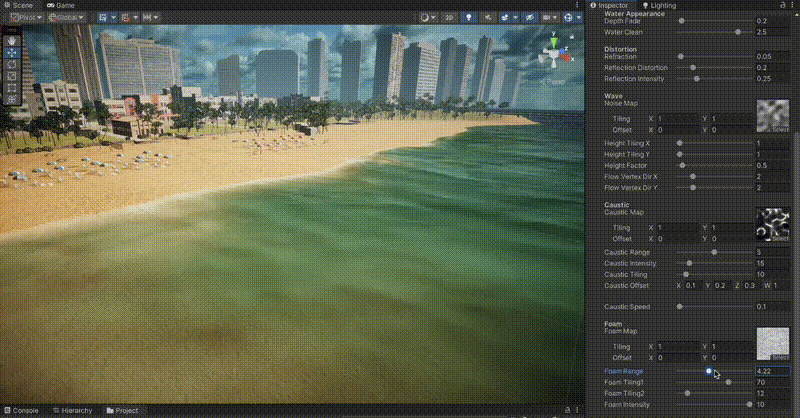 Scene Game
Pivot Global 2D
Persp
Inspector Lighting
Water Appearance
Depth Fade 0.2
Water Clean 2.5
Distortion
Refraction 0.05
Reflection Distortion 0.2
Reflection Intensity 0.25
Wave
Noise Map
Tiling X 1 Y 1
Offset X 0 Y 0
Select
Height Tiling X 1
Height Tiling Y 1
Height Factor 0.5
Flow Vertex Dir X 2
Flow Vertex Dir Y 2
Caustic
Caustic Map
Tiling X 1 Y 1
Offset X 0 Y 0
Select
Caustic Range 5
Caustic Intensity 15
Caustic Tiling 10
Caustic Offset X 0.1 Y 0.2 Z 0.3 W 1
Caustic Speed 0.1
Foam
Foam Map
Tiling X 1 Y 1
Offset X 0 Y 0
Select
Foam Range 4.22
Foam Tiling1 70
Foam Tiling2 12
Foam Intensity 10
Console Hierarchy Project